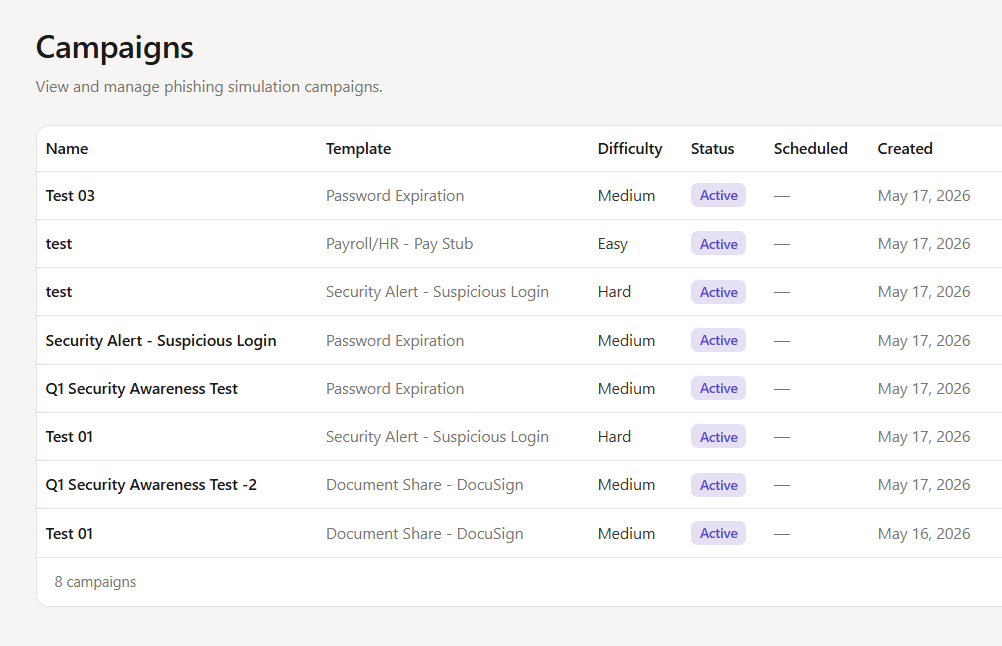 Campaigns
View and manage phishing simulation campaigns.
Name Template Difficulty Status Scheduled Created
Test 03 Password Expiration Medium Active — May 17, 2026
test Payroll/HR - Pay Stub Easy Active — May 17, 2026
test Security Alert - Suspicious Login Hard Active — May 17, 2026
Security Alert - Suspicious Login Password Expiration Medium Active — May 17, 2026
Q1 Security Awareness Test Password Expiration Medium Active — May 17, 2026
Test 01 Security Alert - Suspicious Login Hard Active — May 17, 2026
Q1 Security Awareness Test -2 Document Share - DocuSign Medium Active — May 17, 2026
Test 01 Document Share - DocuSign Medium Active — May 16, 2026
8 campaigns